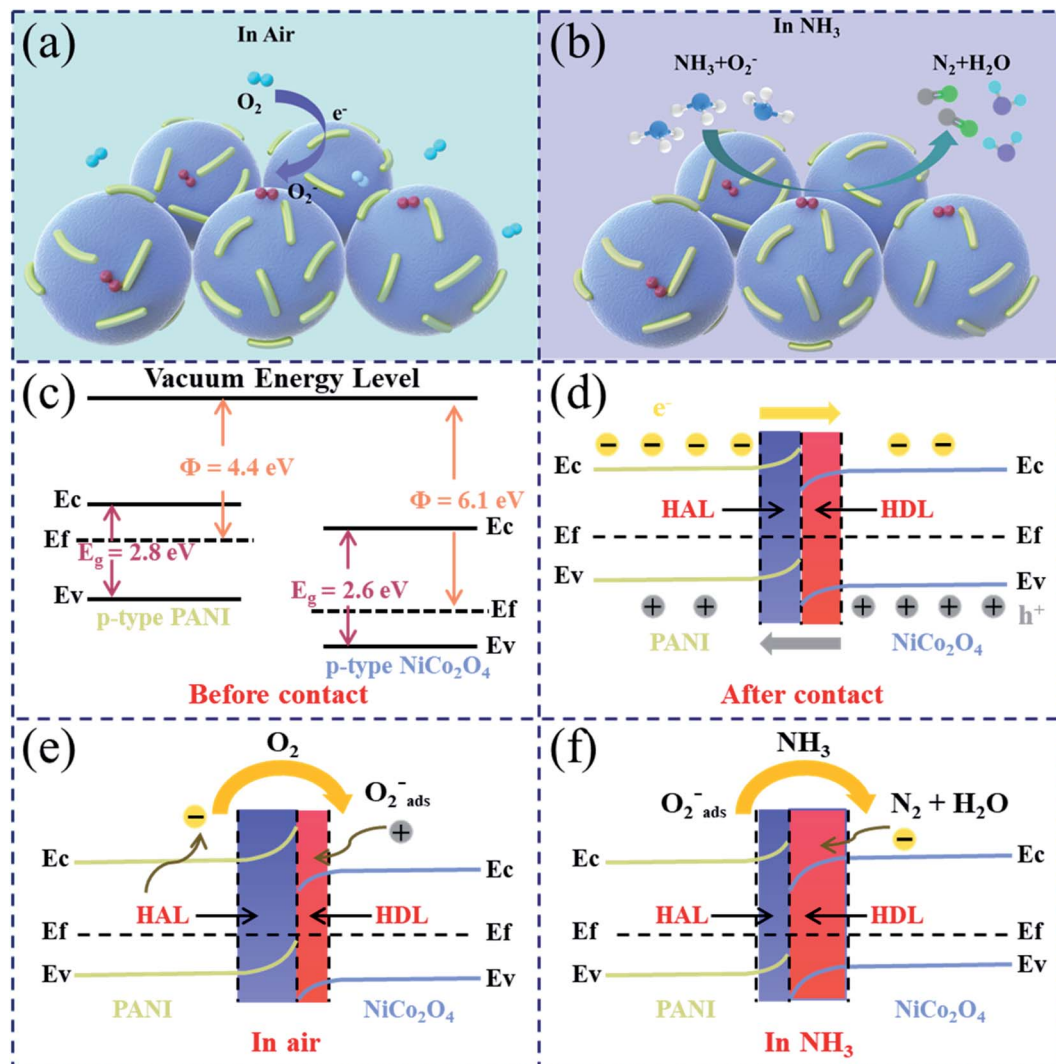 (a)
In Air
O₂
e⁻
O₂⁻
(b)
In NH₃
NH₃+O₂⁻
N₂+H₂O
(c)
Vacuum Energy Level
Φ = 4.4 eV
Φ = 6.1 eV
Ec
Ef
E_g = 2.8 eV
Ev
p-type PANI
Ec
E_g = 2.6 eV
Ef
Ev
p-type NiCo₂O₄
Before contact
(d)
e⁻
− − − − − −
Ec Ec
HAL HDL
Ef Ef
Ev Ev
+ + + + + + h⁺
PANI NiCo₂O₄
After contact
(e)
O₂
− O₂⁻ads
+
Ec Ec
HAL HDL
Ef Ef
Ev Ev
PANI NiCo₂O₄
In air
(f)
NH₃
O₂⁻ads N₂ + H₂O
−
Ec Ec
HAL HDL
Ef Ef
Ev Ev
PANI NiCo₂O₄
In NH₃